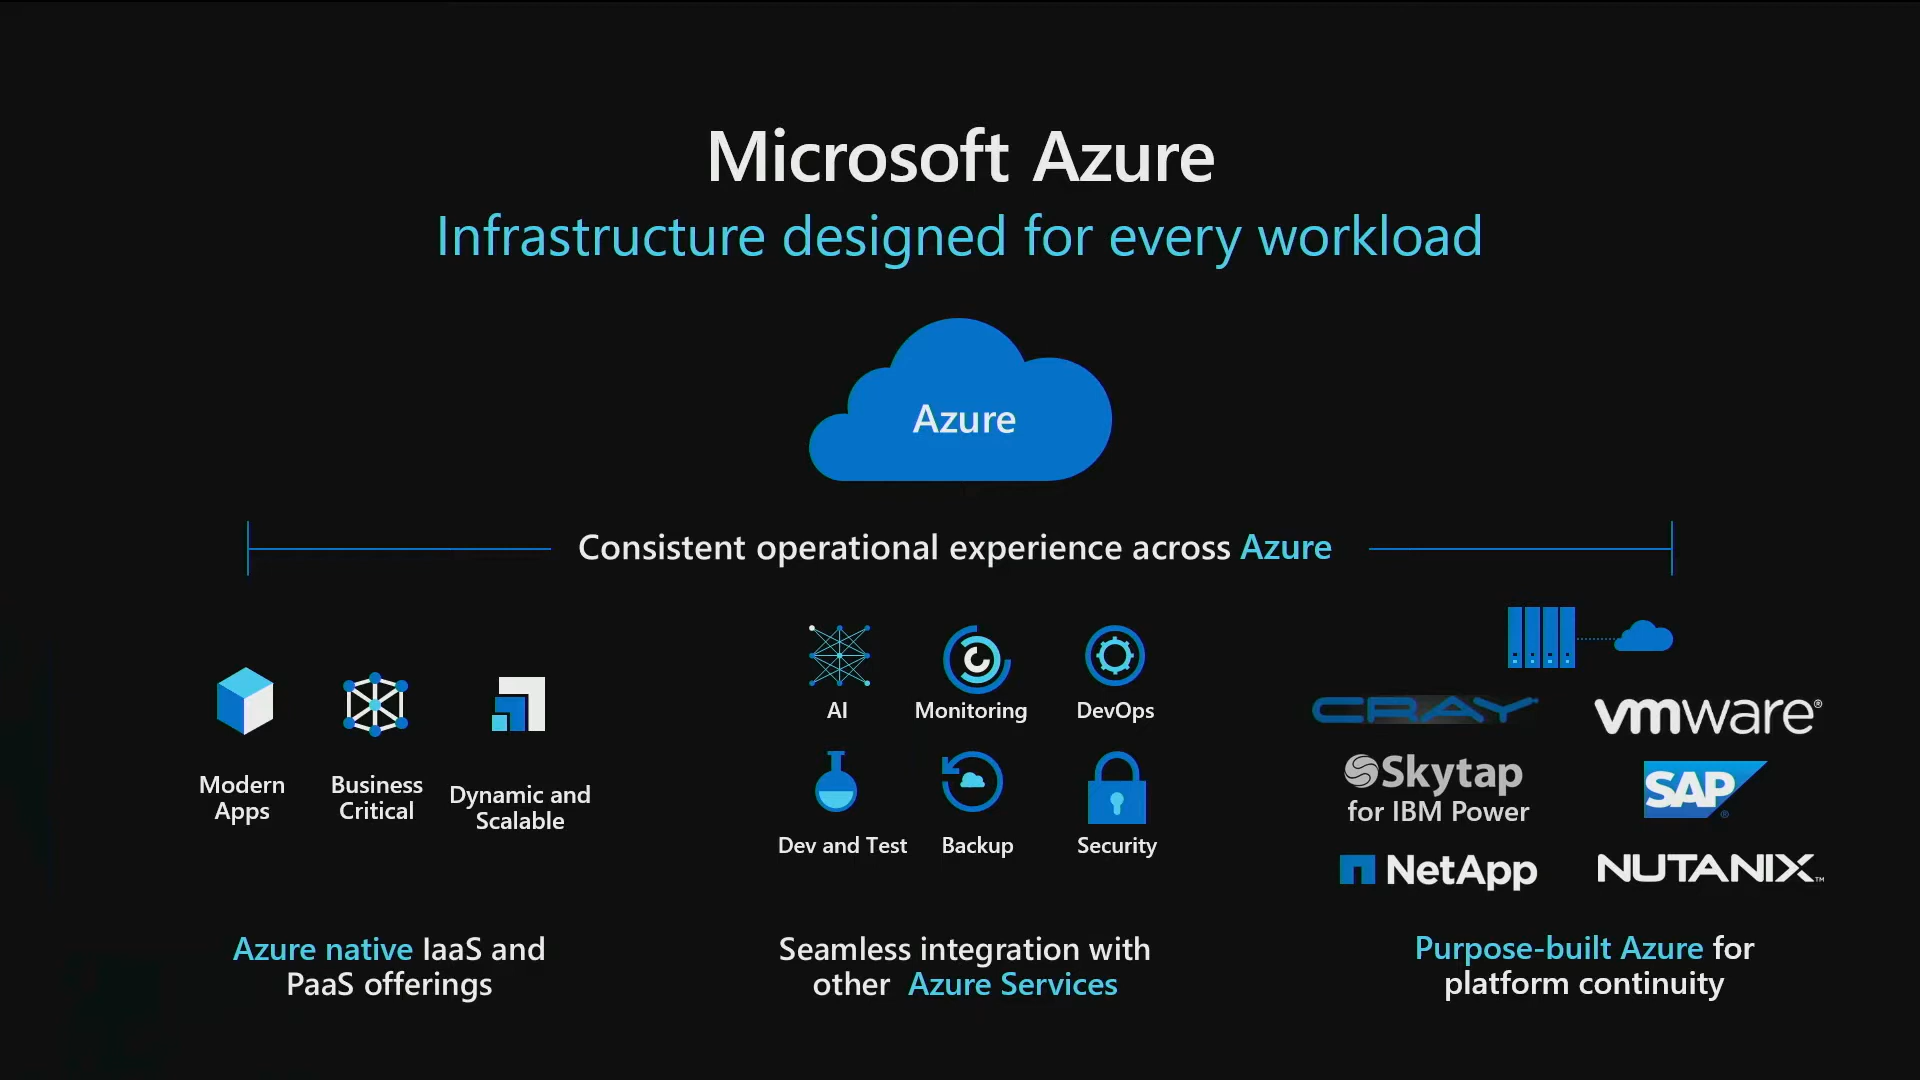 Microsoft Azure
Infrastructure designed for every workload
Azure
Consistent operational experience across Azure
Modern
Apps
Business
Critical
Dynamic and
Scalable
Azure native IaaS and
PaaS offerings
AI
Monitoring
DevOps
Dev and Test
Backup
Security
Seamless integration with
other Azure Services
CRAY
vmware®
Skytap
for IBM Power
SAP®
NetApp
NUTANIX™
Purpose-built Azure for
platform continuity